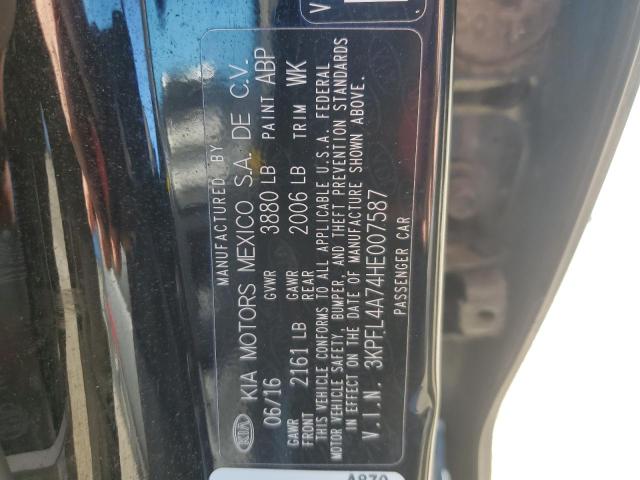 MANUFACTURED BY
KIA KIA MOTORS MEXICO S.A. DE C.V.
06/16 GVWR 3880 LB PAINT ABP
GAWR FRONT 2161 LB GAWR REAR 2006 LB TRIM WK
THIS VEHICLE CONFORMS TO ALL APPLICABLE U.S.A. FEDERAL
MOTOR VEHICLE SAFETY, BUMPER, AND THEFT PREVENTION STANDARDS
IN EFFECT ON THE DATE OF MANUFACTURE SHOWN ABOVE.
V.I.N. 3KPFL4A74HE007587
PASSENGER CAR
V